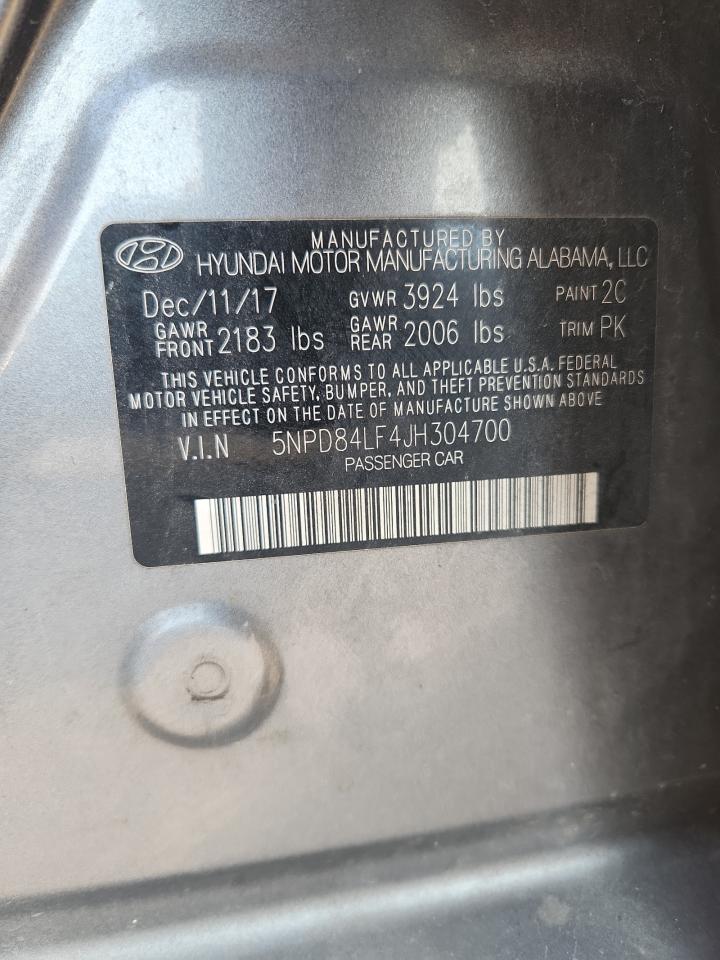 MANUFACTURED BY
HYUNDAI MOTOR MANUFACTURING ALABAMA, LLC
Dec/11/17 GVWR 3924 lbs PAINT 2C
GAWR FRONT 2183 lbs GAWR REAR 2006 lbs TRIM PK
THIS VEHICLE CONFORMS TO ALL APPLICABLE U.S.A. FEDERAL
MOTOR VEHICLE SAFETY, BUMPER, AND THEFT PREVENTION STANDARDS
IN EFFECT ON THE DATE OF MANUFACTURE SHOWN ABOVE
V.I.N 5NPD84LF4JH304700
PASSENGER CAR